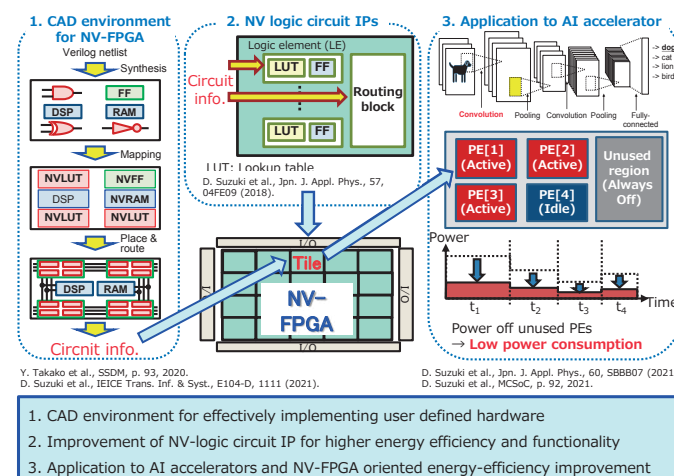 1. CAD environment
for NV-FPGA
Verilog netlist
Synthesis
FF
DSP
RAM
Mapping
NVLUT
NVFF
DSP
NVRAM
NVLUT
NVLUT
Place &
route
DSP
RAM
Circnit info.
Y. Takako et al., SSDM, p. 93, 2020.
D. Suzuki et al., IEICE Trans. Inf. & Syst., E104-D, 1111 (2021).
2. NV logic circuit IPs
Logic element (LE)
LUT
FF
Circuit
info.
Routing
block
LUT
FF
LUT: Lookup table
D. Suzuki et al., Jpn. J. Appl. Phys., 57,
04FE09 (2018).
I/O
Tile
I/O
I/O
NV-
FPGA
I/O
3. Application to AI accelerator
-> dog
-> cat
-> lion
-> bird
Convolution
Pooling
Convolution
Pooling
Fully-
connected
PE[1]
(Active)
PE[2]
(Active)
Unused
region
(Always
Off)
PE[3]
(Active)
PE[4]
(Idle)
Power
t1
t2
t3
t4
Time
Power off unused PEs
→ Low power consumption
D. Suzuki et al., Jpn. J. Appl. Phys., 60, SBBB07 (2021
D. Suzuki et al., MCSoC, p. 92, 2021.
1. CAD environment for effectively implementing user defined hardware
2. Improvement of NV-logic circuit IP for higher energy efficiency and functionality
3. Application to AI accelerators and NV-FPGA oriented energy-efficiency improvement